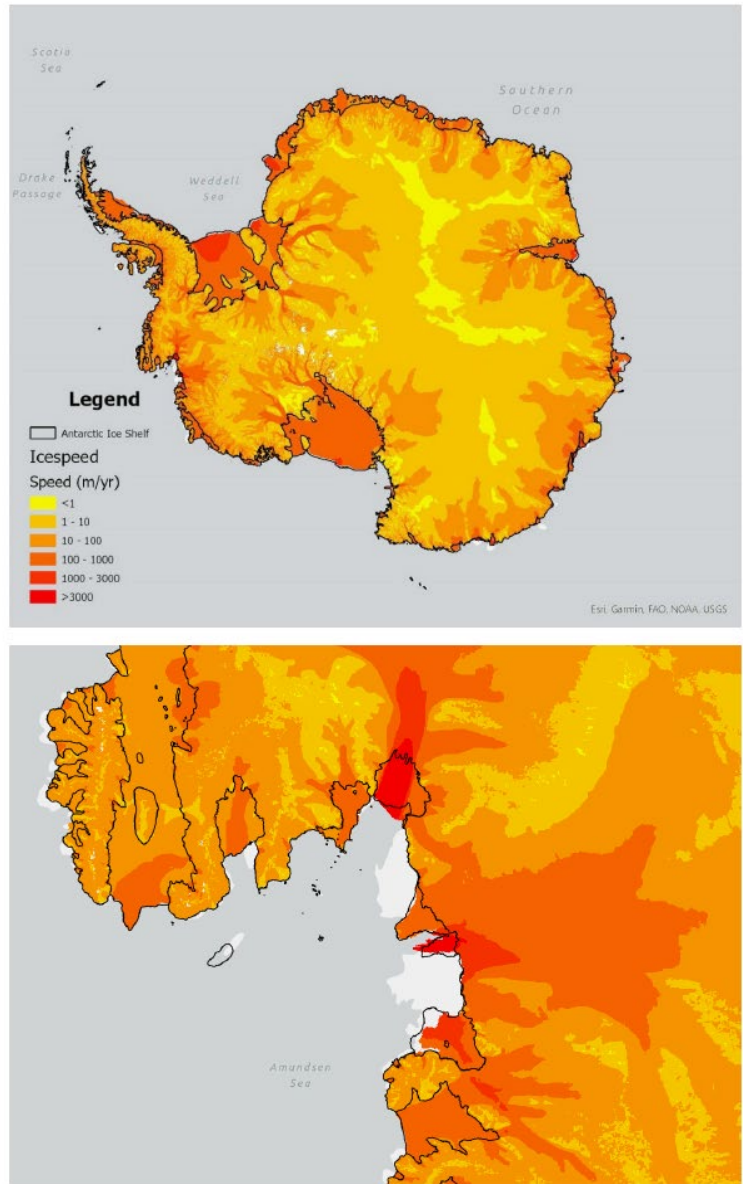 Scotia
Sea
Southern
Ocean
Drake
Passage
Weddell
Sea
Legend
Antarctic Ice Shelf
Icespeed
Speed (m/yr)
<1
1 - 10
10 - 100
100 - 1000
1000 - 3000
>3000
Esri, Garmin, FAO, NOAA, USGS
Amundsen
Sea